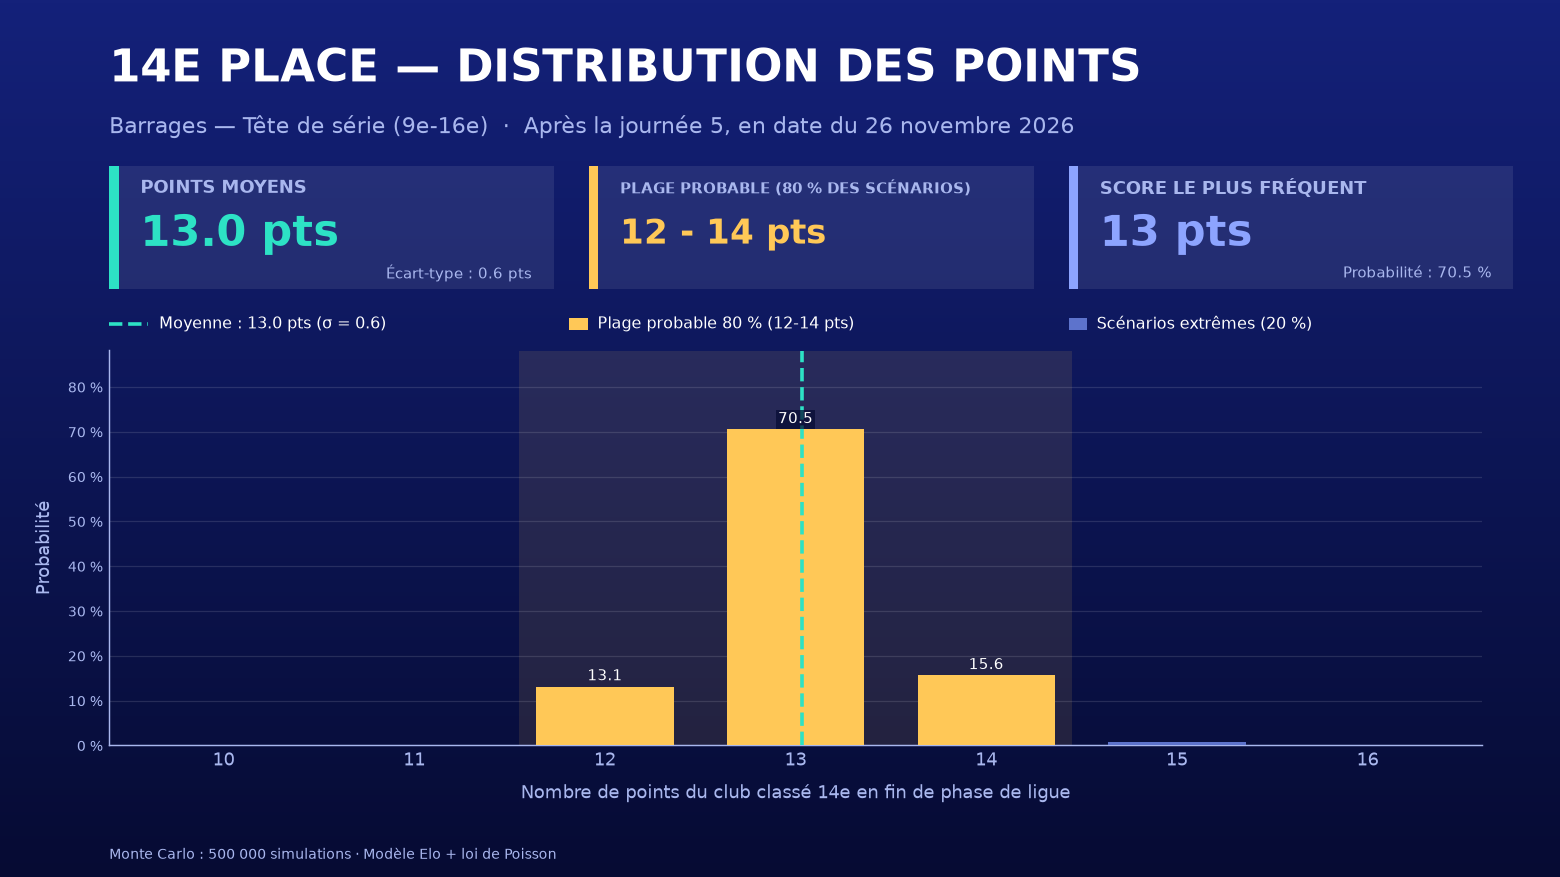 14E PLACE — DISTRIBUTION DES POINTS
Barrages — Tête de série (9e-16e)  ·  Après la journée 5, en date du 26 novembre 2026
POINTS MOYENS
13.0 pts
Écart-type : 0.6 pts
PLAGE PROBABLE (80 % DES SCÉNARIOS)
12 - 14 pts
SCORE LE PLUS FRÉQUENT
13 pts
Probabilité : 70.5 %
Moyenne : 13.0 pts (σ = 0.6)
Plage probable 80 % (12-14 pts)
Scénarios extrêmes (20 %)
Probabilité
80 %
70 %
60 %
50 %
40 %
30 %
20 %
10 %
0 %
13.1
70.5
15.6
10
11
12
13
14
15
16
Nombre de points du club classé 14e en fin de phase de ligue
Monte Carlo : 500 000 simulations · Modèle Elo + loi de Poisson